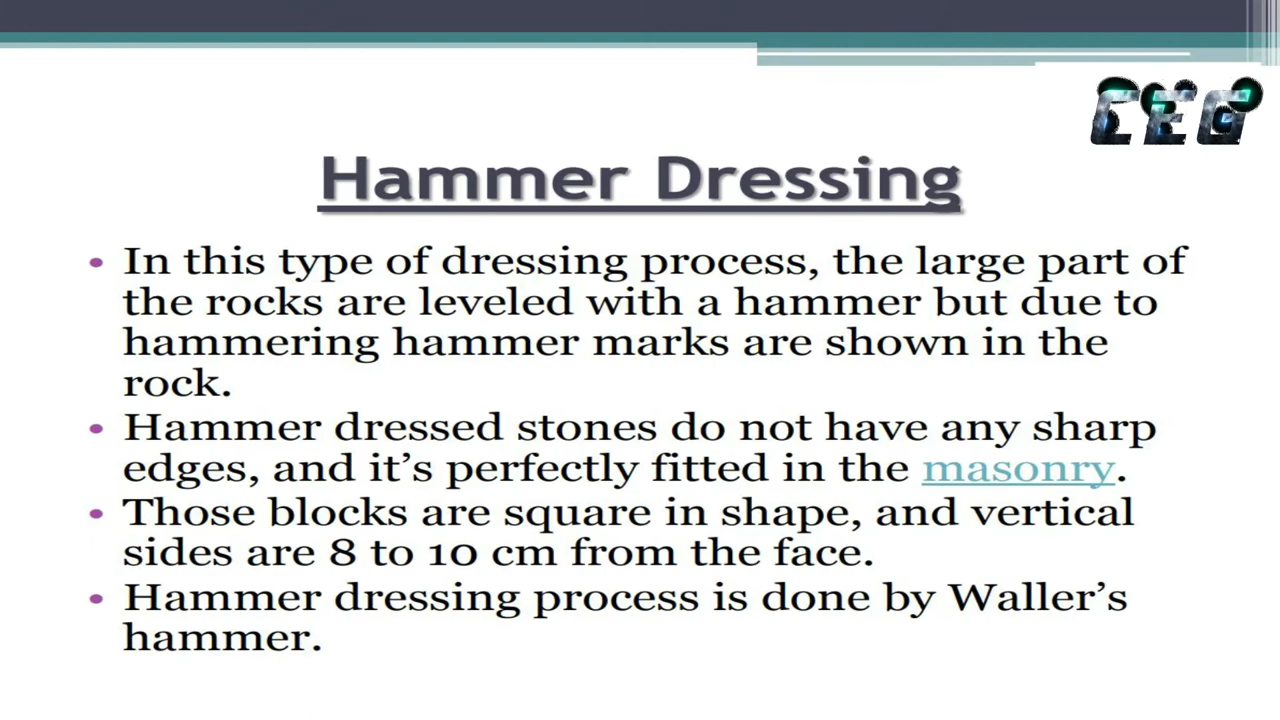 CEG
Hammer Dressing
• In this type of dressing process, the large part of
the rocks are leveled with a hammer but due to
hammering hammer marks are shown in the
rock.
• Hammer dressed stones do not have any sharp
edges, and it’s perfectly fitted in the masonry.
• Those blocks are square in shape, and vertical
sides are 8 to 10 cm from the face.
• Hammer dressing process is done by Waller’s
hammer.